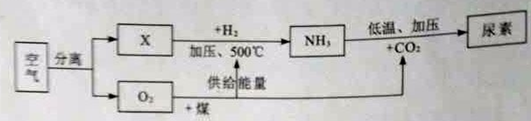 空气
分离
X
+H₂
加压、500℃
NH₃
低温、加压
+CO₂
尿素
O₂
+煤
供给能量